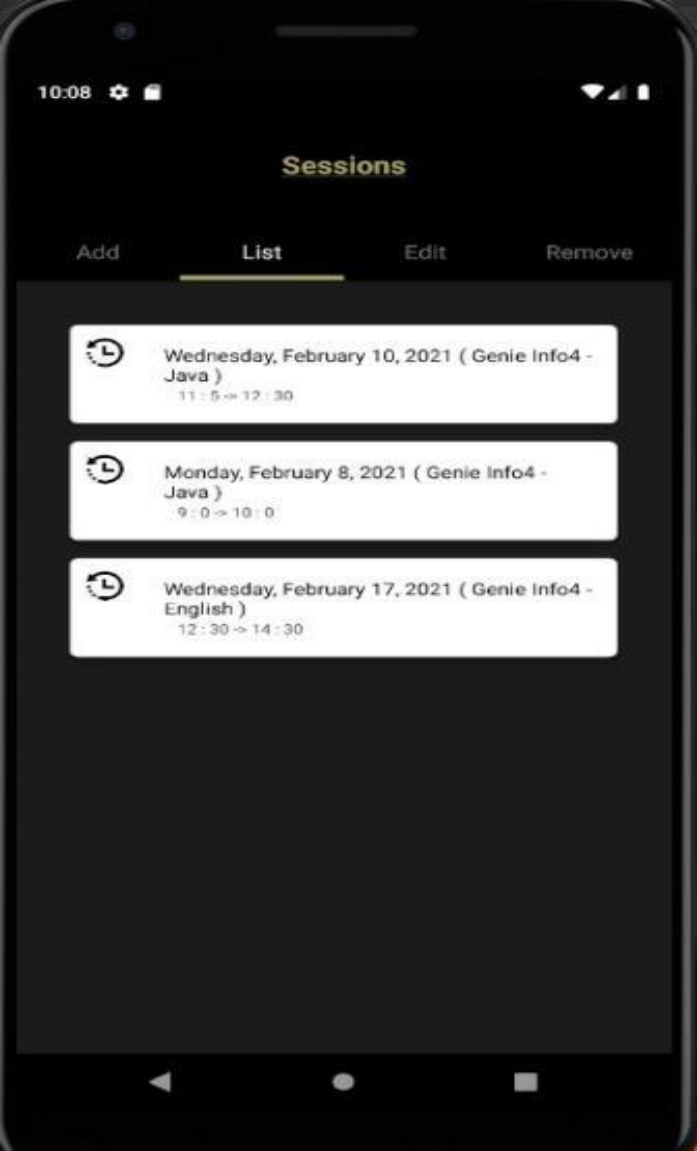 10:08
Sessions
Add List Edit Remove
Wednesday, February 10, 2021 ( Genie Info4 -
Java )
11 : 5 -> 12 : 30
Monday, February 8, 2021 ( Genie Info4 -
Java )
9 : 0 -> 10 : 0
Wednesday, February 17, 2021 ( Genie Info4 -
English )
12 : 30 -> 14 : 30